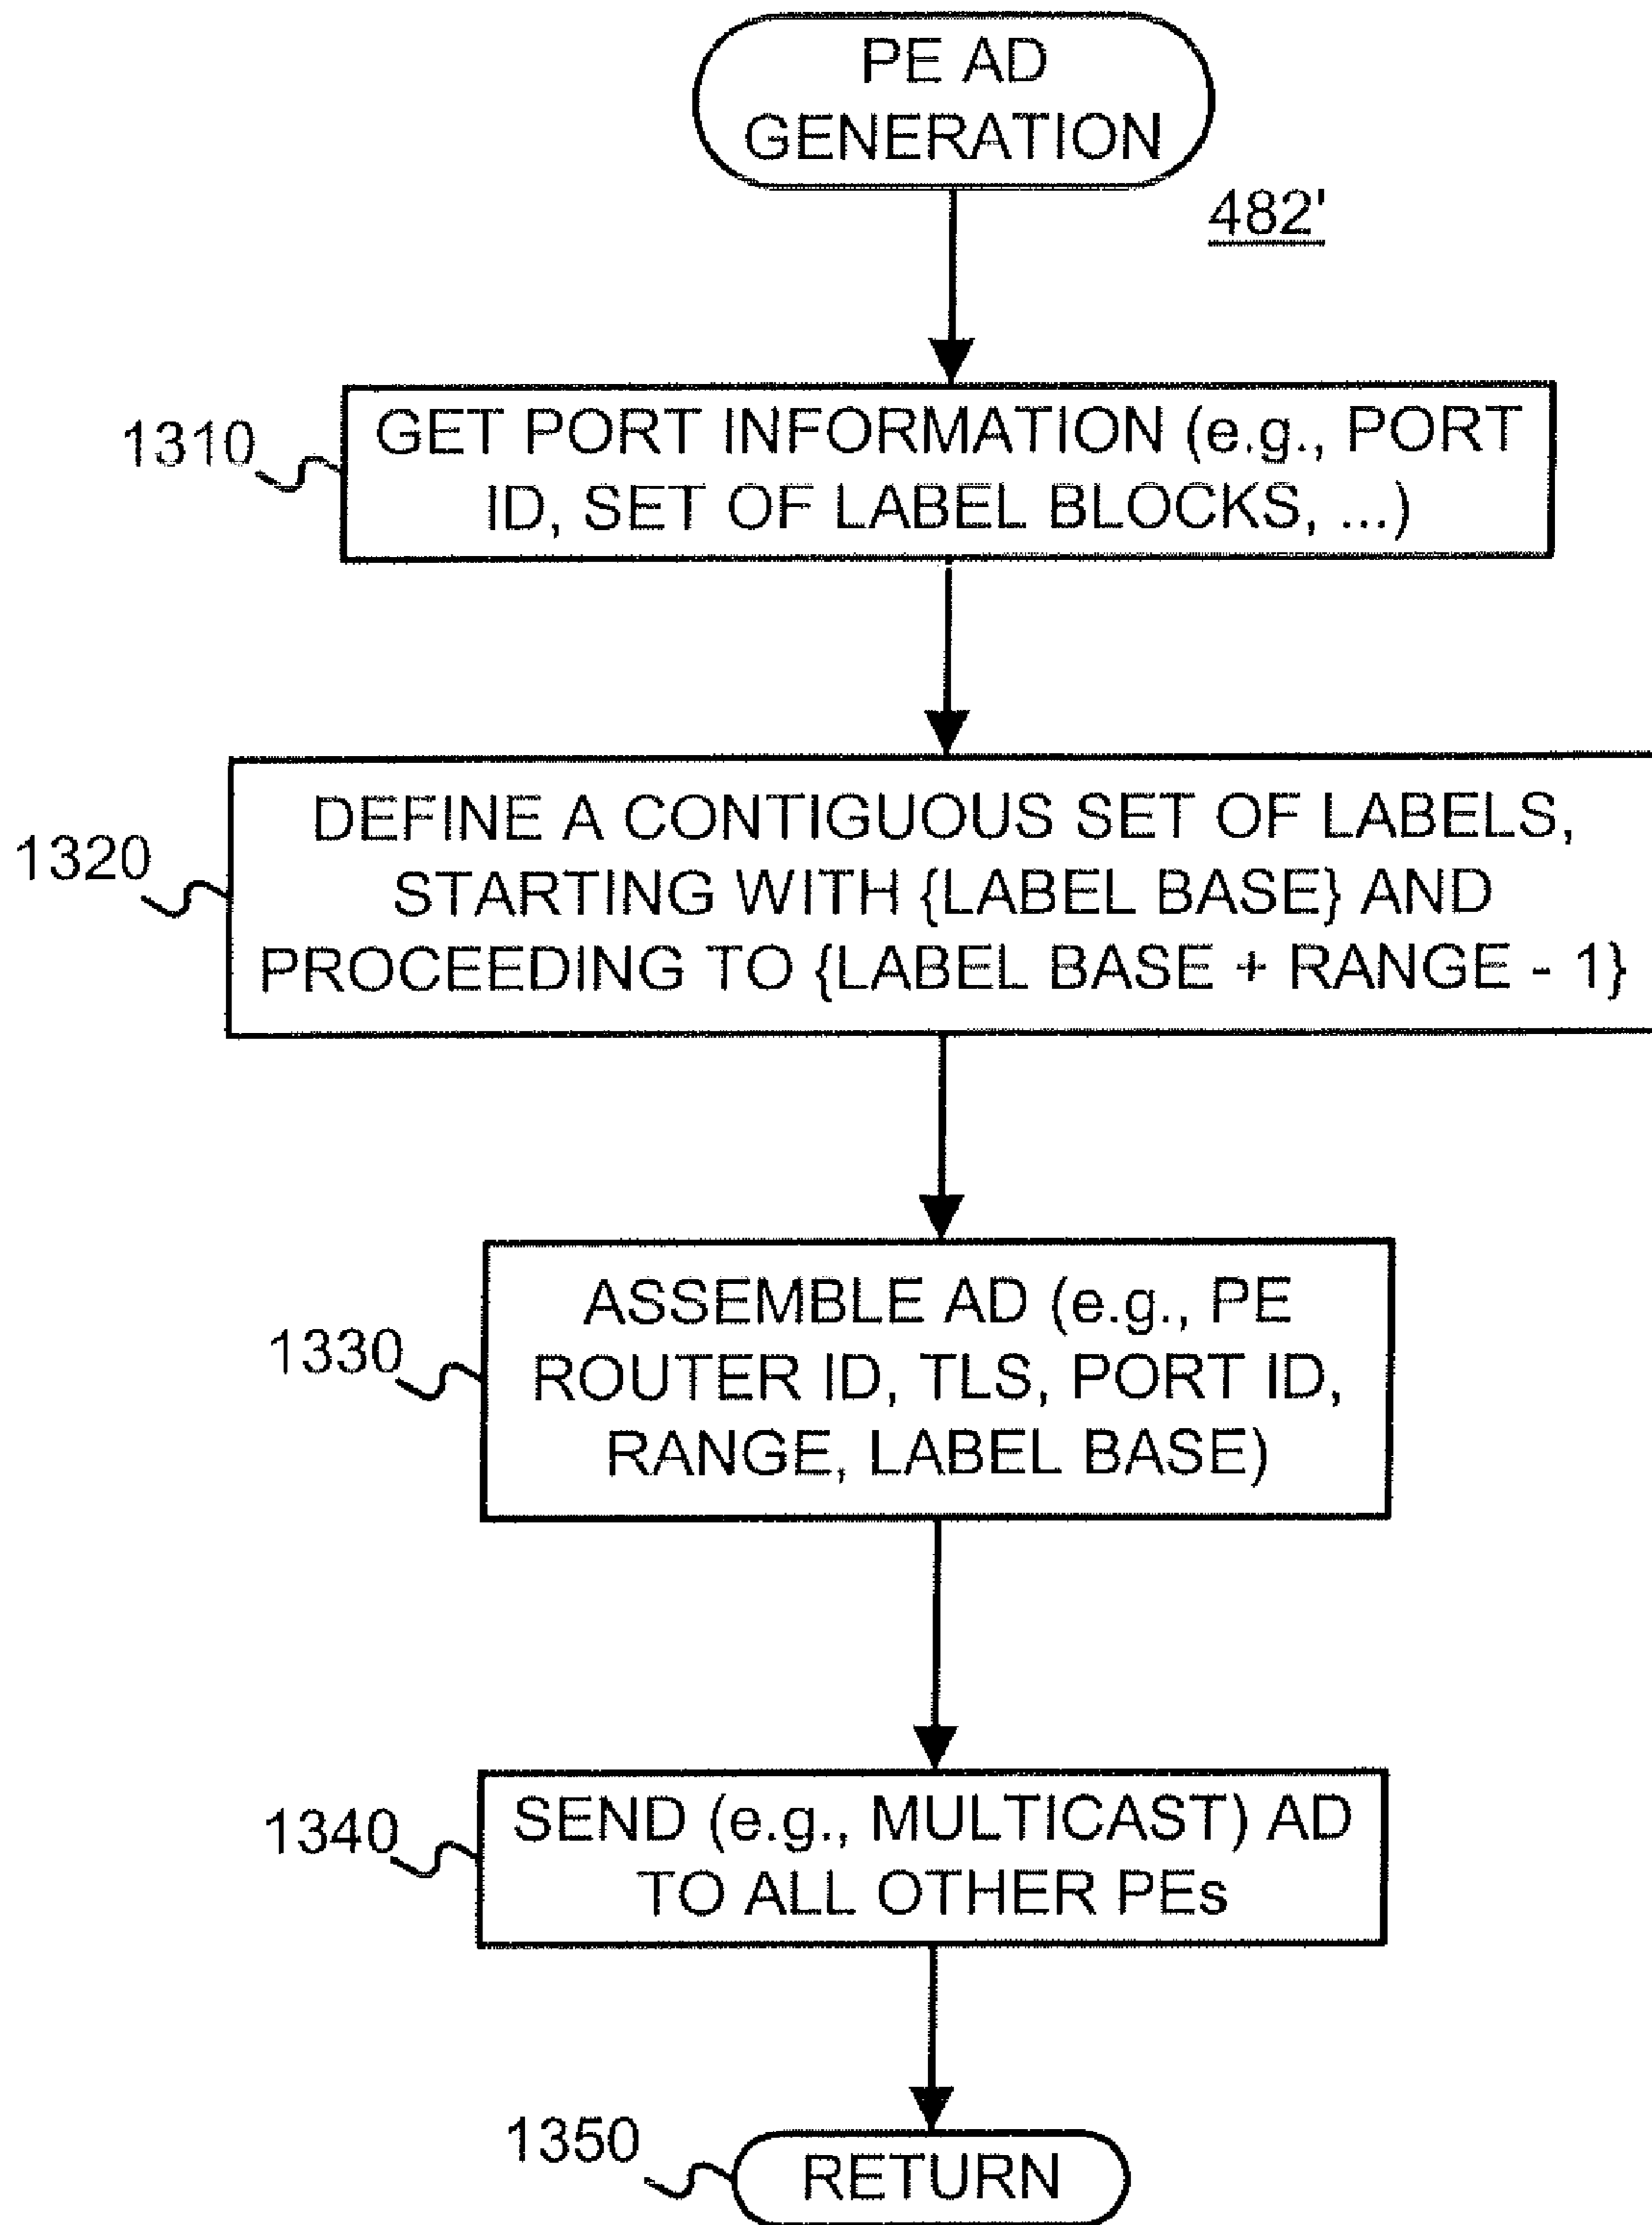 PE AD
GENERATION
482'
1310
GET PORT INFORMATION (e.g., PORT
ID, SET OF LABEL BLOCKS, ...)
1320
DEFINE A CONTIGUOUS SET OF LABELS,
STARTING WITH {LABEL BASE} AND
PROCEEDING TO {LABEL BASE + RANGE - 1}
1330
ASSEMBLE AD (e.g., PE
ROUTER ID, TLS, PORT ID,
RANGE, LABEL BASE)
1340
SEND (e.g., MULTICAST) AD
TO ALL OTHER PEs
1350
RETURN